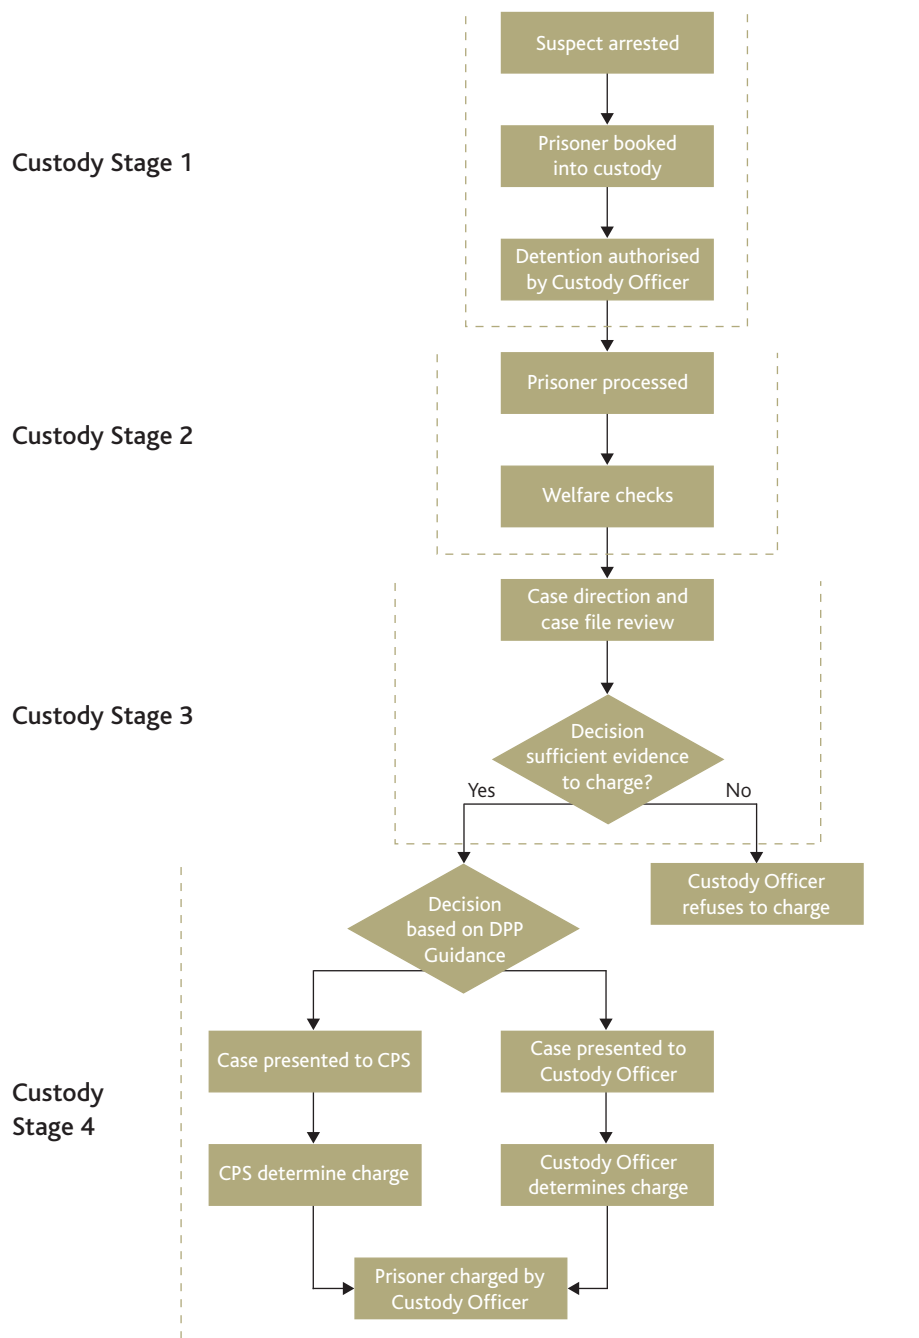 Suspect arrested
Custody Stage 1
Prisoner booked
into custody
Detention authorised
by Custody Officer
Prisoner processed
Custody Stage 2
Welfare checks
Case direction and
case file review
Custody Stage 3
Decision
sufficient evidence
to charge?
Yes
No
Custody Officer
refuses to charge
Decision
based on DPP
Guidance
Custody
Stage 4
Case presented to CPS
Case presented to
Custody Officer
CPS determine charge
Custody Officer
determines charge
Prisoner charged by
Custody Officer